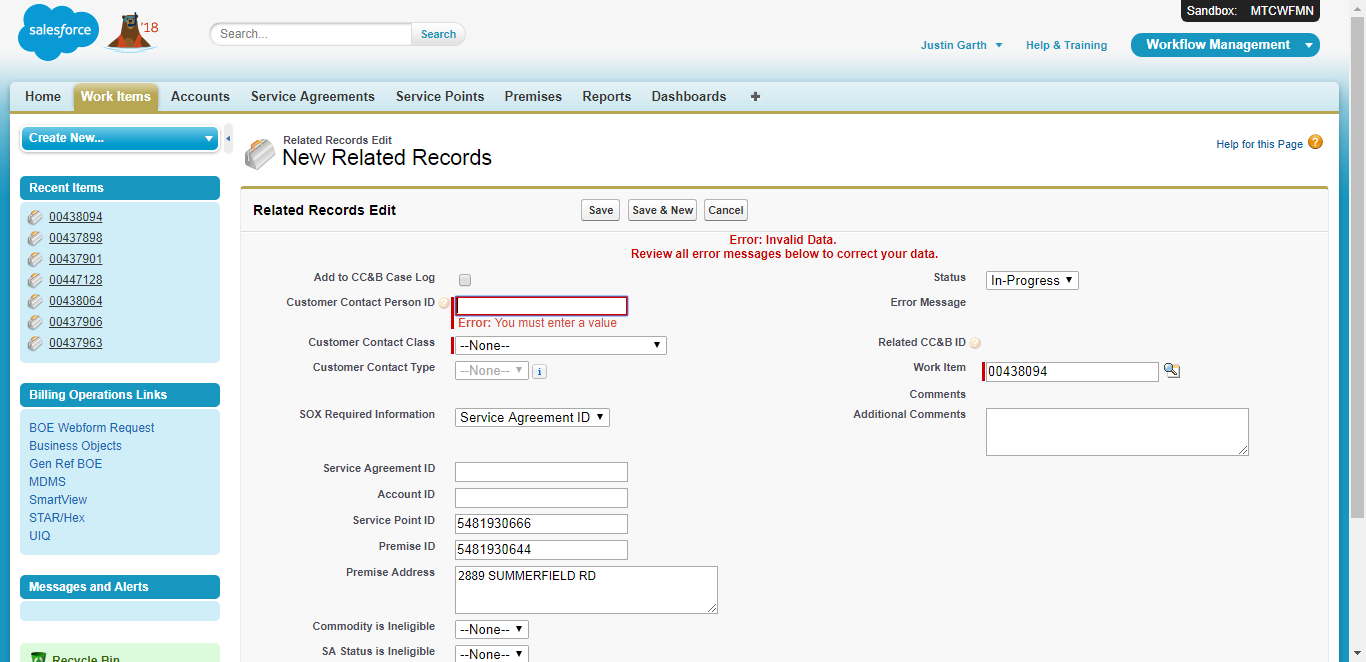 Sandbox: MTCWFMN
salesforce
'18
Search...
Search
Justin Garth
Help & Training
Workflow Management
Home
Work Items
Accounts
Service Agreements
Service Points
Premises
Reports
Dashboards
+
Create New...
Recent Items
00438094
00437898
00437901
00447128
00438064
00437906
00437963
Billing Operations Links
BOE Webform Request
Business Objects
Gen Ref BOE
MDMS
SmartView
STAR/Hex
UIQ
Messages and Alerts
Recycle Bin
Related Records Edit
New Related Records
Help for this Page ?
Related Records Edit
Save
Save & New
Cancel
Error: Invalid Data.
Review all error messages below to correct your data.
Add to CC&B Case Log
Customer Contact Person ID ?
Error: You must enter a value
Customer Contact Class
--None--
Customer Contact Type
--None--
i
SOX Required Information
Service Agreement ID
Service Agreement ID
Account ID
Service Point ID
5481930666
Premise ID
5481930644
Premise Address
2889 SUMMERFIELD RD
Commodity is Ineligible
--None--
SA Status is Ineligible
--None--
Status
In-Progress
Error Message
Related CC&B ID ?
Work Item
00438094
Comments
Additional Comments